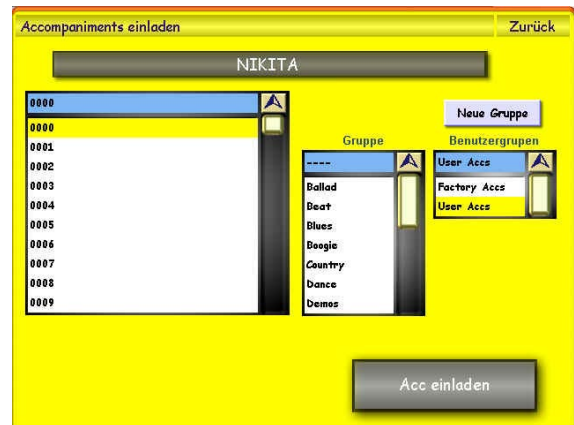 Accompaniments einladen
Zurück
NIKITA
0000
0000
0001
0002
0003
0004
0005
0006
0007
0008
0009
Gruppe
----
Ballad
Beat
Blues
Boogie
Country
Dance
Demos
Neue Gruppe
Benutzergrupen
User Accs
Factory Accs
User Accs
Acc einladen